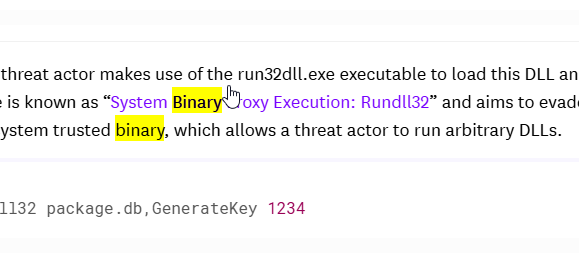 threat actor makes use of the run32dll.exe executable to load this DLL an
e is known as “System Binary roxy Execution: Rundll32” and aims to evade
ystem trusted binary, which allows a threat actor to run arbitrary DLLs.
ll32 package.db,GenerateKey 1234